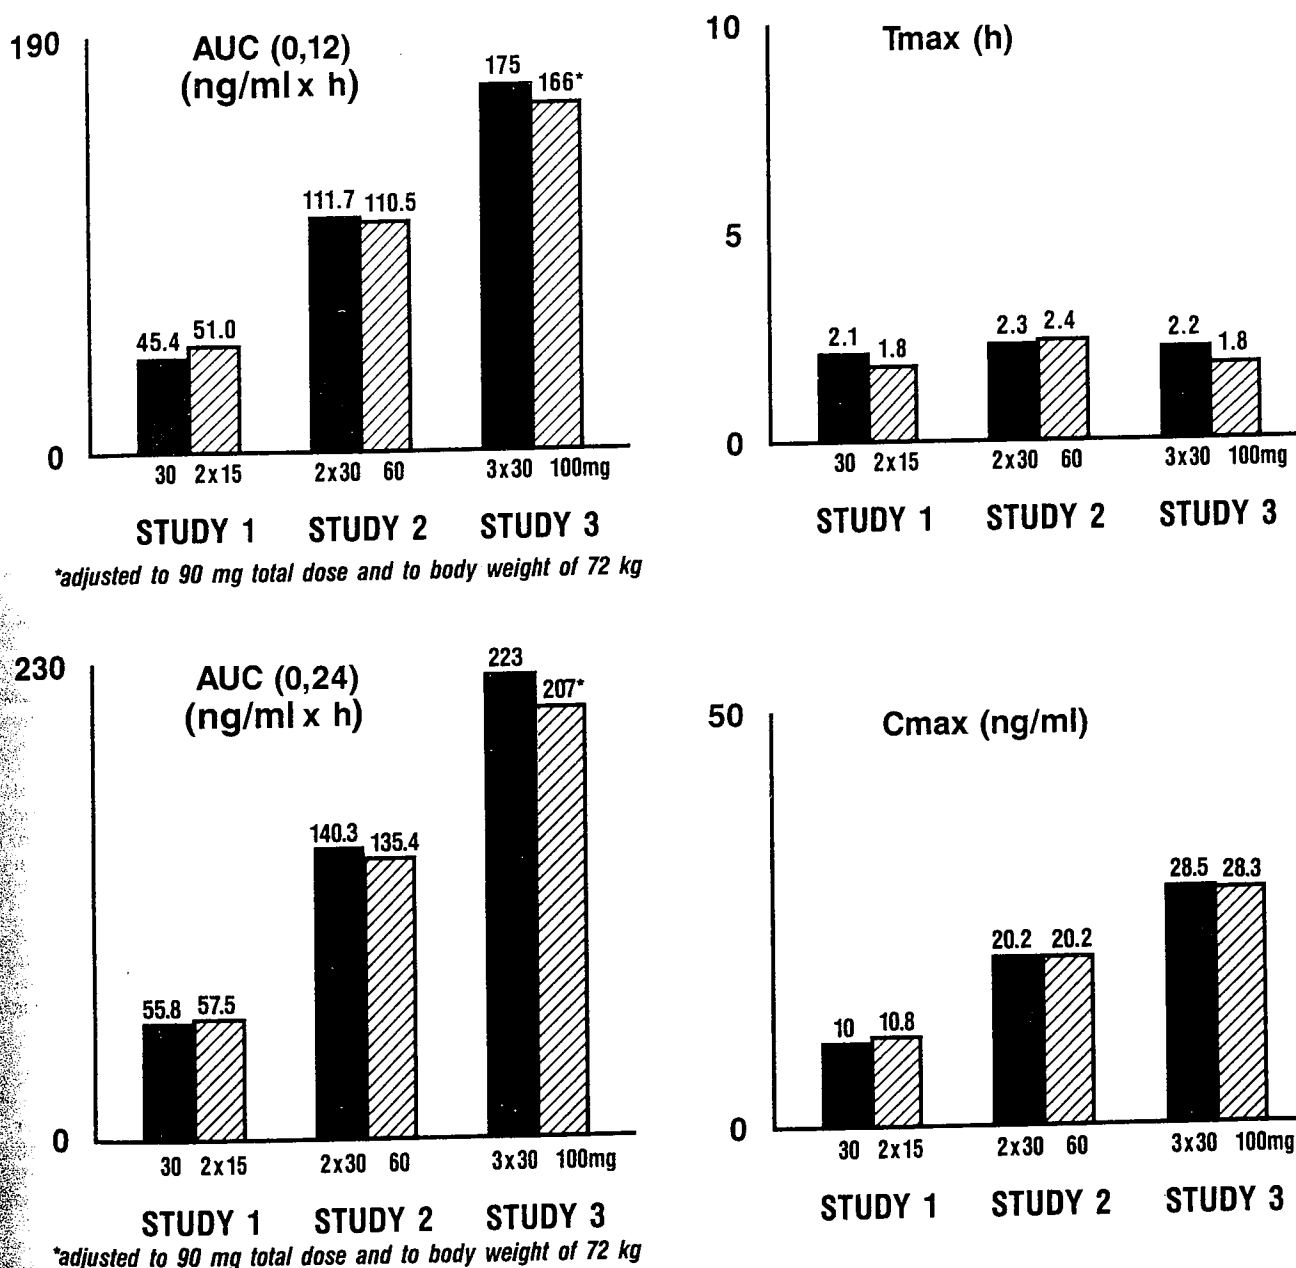 190
AUC (0,12)
(ng/ml x h)
175
166*
111.7 110.5
45.4 51.0
0
30 2x15 2x30 60 3x30 100mg
STUDY 1 STUDY 2 STUDY 3
*adjusted to 90 mg total dose and to body weight of 72 kg
10
Tmax (h)
5
2.1 1.8 2.3 2.4 2.2 1.8
0
30 2x15 2x30 60 3x30 100mg
STUDY 1 STUDY 2 STUDY 3
230
AUC (0,24)
(ng/ml x h)
223
207*
140.3 135.4
55.8 57.5
0
30 2x15 2x30 60 3x30 100mg
STUDY 1 STUDY 2 STUDY 3
*adjusted to 90 mg total dose and to body weight of 72 kg
50
Cmax (ng/ml)
28.5 28.3
20.2 20.2
10 10.8
0
30 2x15 2x30 60 3x30 100mg
STUDY 1 STUDY 2 STUDY 3